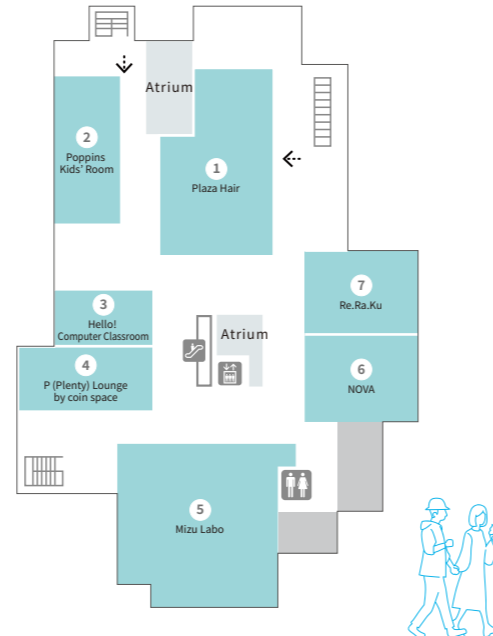 Atrium
2
Poppins
Kids' Room
1
Plaza Hair
3
Hello!
Computer Classroom
7
Re.Ra.Ku
Atrium
4
P (Plenty) Lounge
by coin space
6
NOVA
5
Mizu Labo